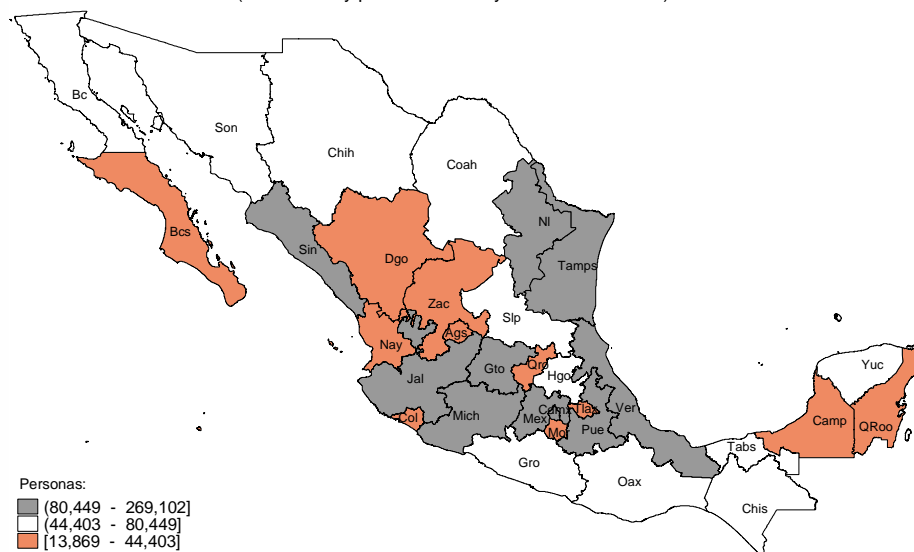 Bc
Son
Chih
Coah
Bcs
Sin
Nl
Dgo
Tamps
Zac
Slp
Ags
Nay
Qro
Yuc
Gto
Hgo
Jal
Col
Mich
Mex
Cdmx
Tlax
Ver
Camp
QRoo
Mo
Pue
Tabs
Gro
Oax
Chis
Personas:
(80,449 - 269,102]
(44,403 - 80,449]
[13,869 - 44,403]